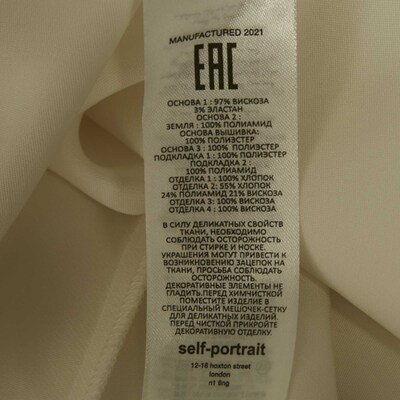 MANUFACTURED 2021
EAC
ОСНОВА 1 : 97% ВИСКОЗА
3% ЭЛАСТАН
ОСНОВА 2 :
ЗЕМЛЯ : 100% ПОЛИАМИД
ОСНОВА ВЫШИВКА:
100% ПОЛИЭСТЕР
ОСНОВА 3 : 100% ПОЛИЭСТЕР
ПОДКЛАДКА 1 : 100% ПОЛИЭСТЕР
ПОДКЛАДКА 2 :
100% ПОЛИАМИД
ОТДЕЛКА 1 : 100% ХЛОПОК
ОТДЕЛКА 2: 55% ХЛОПОК
24% ПОЛИАМИД 21% ВИСКОЗА
ОТДЕЛКА 3: 100% ВИСКОЗА
ОТДЕЛКА 4 : 100% ВИСКОЗА
В СИЛУ ДЕЛИКАТНЫХ СВОЙСТВ
ТКАНИ, НЕОБХОДИМО
СОБЛЮДАТЬ ОСТОРОЖНОСТЬ
ПРИ СТИРКЕ И НОСКЕ.
УКРАШЕНИЯ МОГУТ ПРИВЕСТИ К
ВОЗНИКНОВЕНИЮ ЗАЦЕПОК НА
ТКАНИ, ПРОСЬБА СОБЛЮДАТЬ
ОСТОРОЖНОСТЬ.
ДЕКОРАТИВНЫЕ ЭЛЕМЕНТЫ НЕ
ГЛАДИТЬ.ПЕРЕД ХИМЧИСТКОЙ
ПОМЕСТИТЕ ИЗДЕЛИЕ В
СПЕЦИАЛЬНЫЙ МЕШОЧЕК-СЕТКУ
ДЛЯ ДЕЛИКАТНЫХ ИЗДЕЛИЙ.
ПЕРЕД ЧИСТКОЙ ПРИКРОЙТЕ
ДЕКОРАТИВНУЮ ОТДЕЛКУ.
self-portrait
12-18 hoxton street
london
n1 6ng